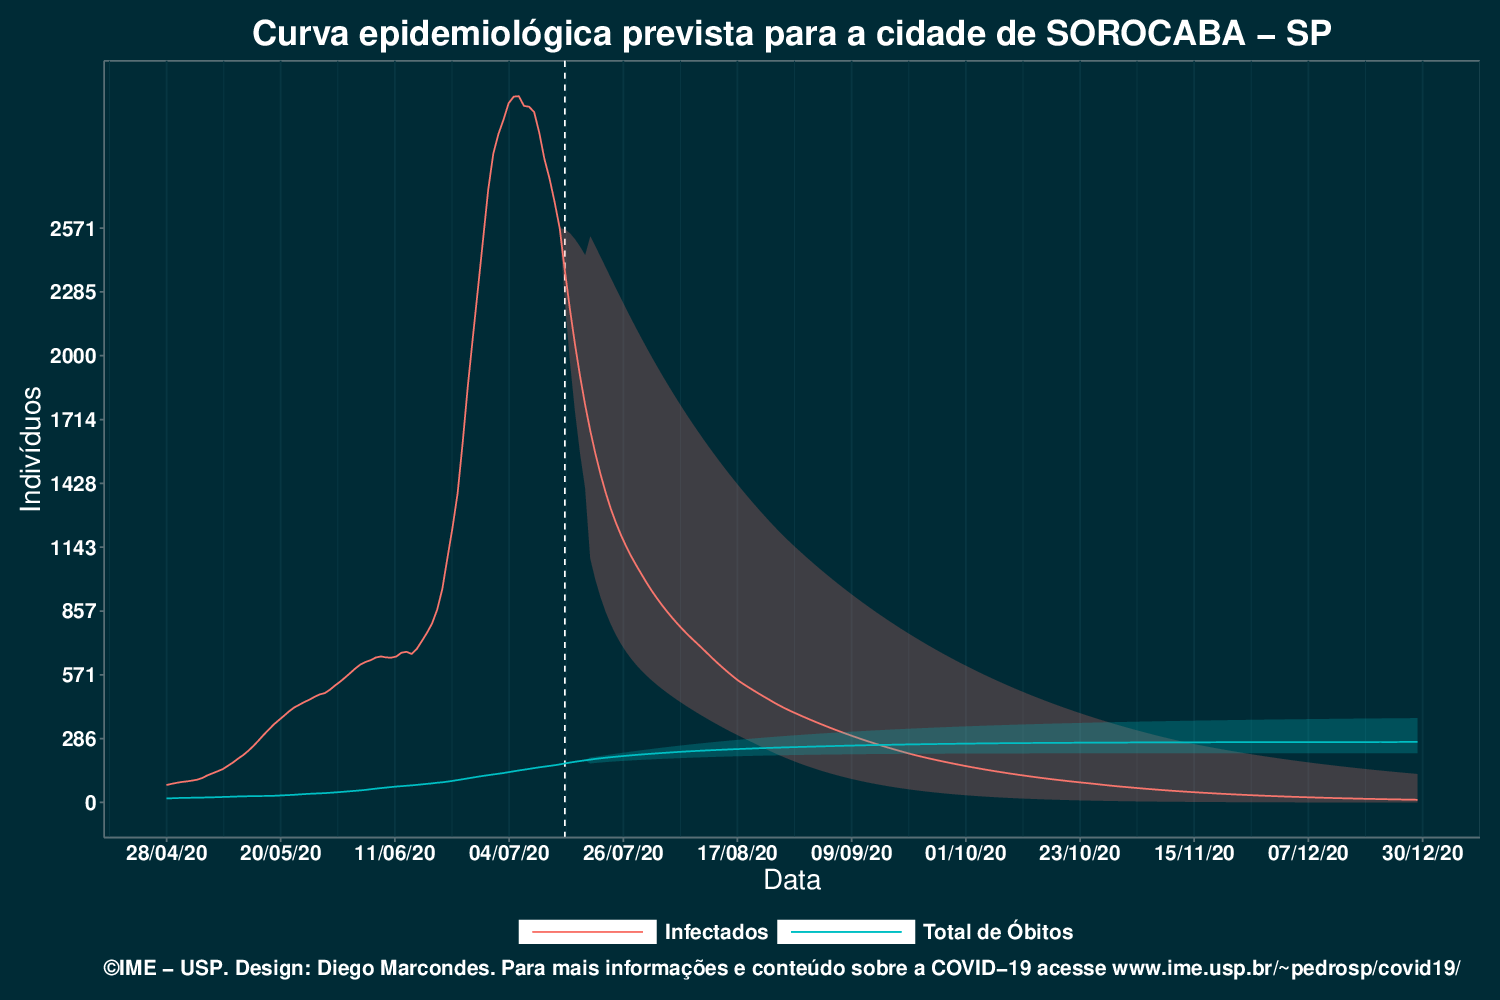 Curva epidemiológica prevista para a cidade de SOROCABA – SP
Indivíduos
2571
2285
2000
1714
1428
1143
857
571
286
0
28/04/20 20/05/20 11/06/20 04/07/20 26/07/20 17/08/20 09/09/20 01/10/20 23/10/20 15/11/20 07/12/20 30/12/20
Data
Infectados Total de Óbitos
©IME – USP. Design: Diego Marcondes. Para mais informações e conteúdo sobre a COVID–19 acesse www.ime.usp.br/~pedrosp/covid19/